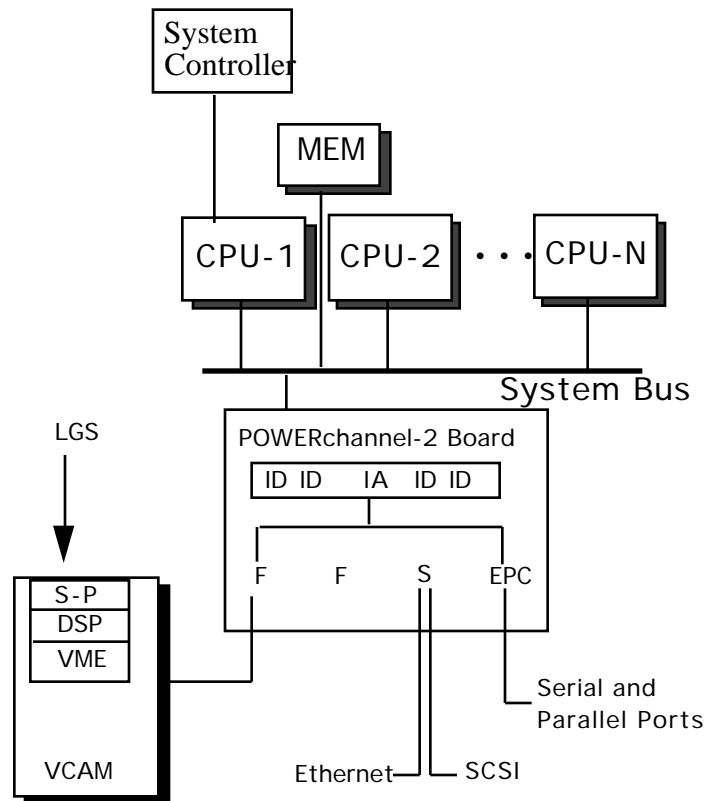 System
Controller
MEM
CPU-1
CPU-2
• • •
CPU-N
System Bus
LGS
POWERchannel-2 Board
ID ID IA ID ID
F F S EPC
S-P
DSP
VME
VCAM
Serial and
Parallel Ports
Ethernet
SCSI